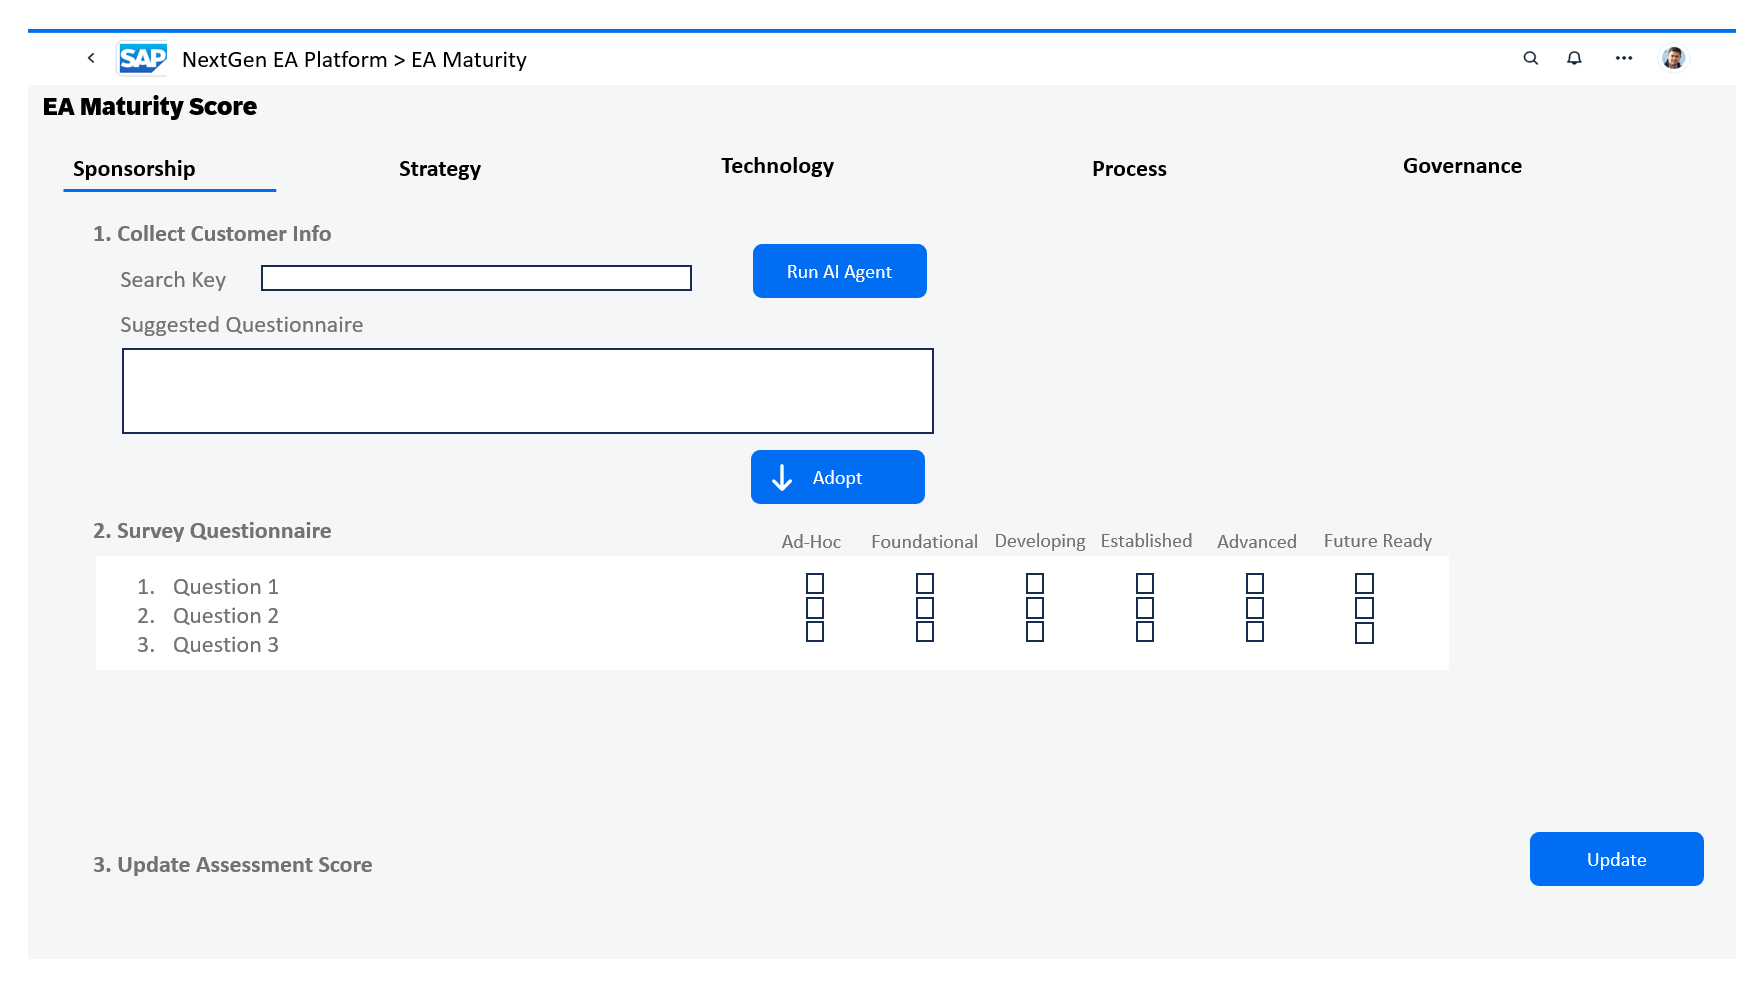 < SAP NextGen EA Platform > EA Maturity
EA Maturity Score
Sponsorship Strategy Technology Process Governance
1. Collect Customer Info
Search Key
Run AI Agent
Suggested Questionnaire
Adopt
2. Survey Questionnaire
Ad-Hoc Foundational Developing Established Advanced Future Ready
1. Question 1
2. Question 2
3. Question 3
3. Update Assessment Score
Update